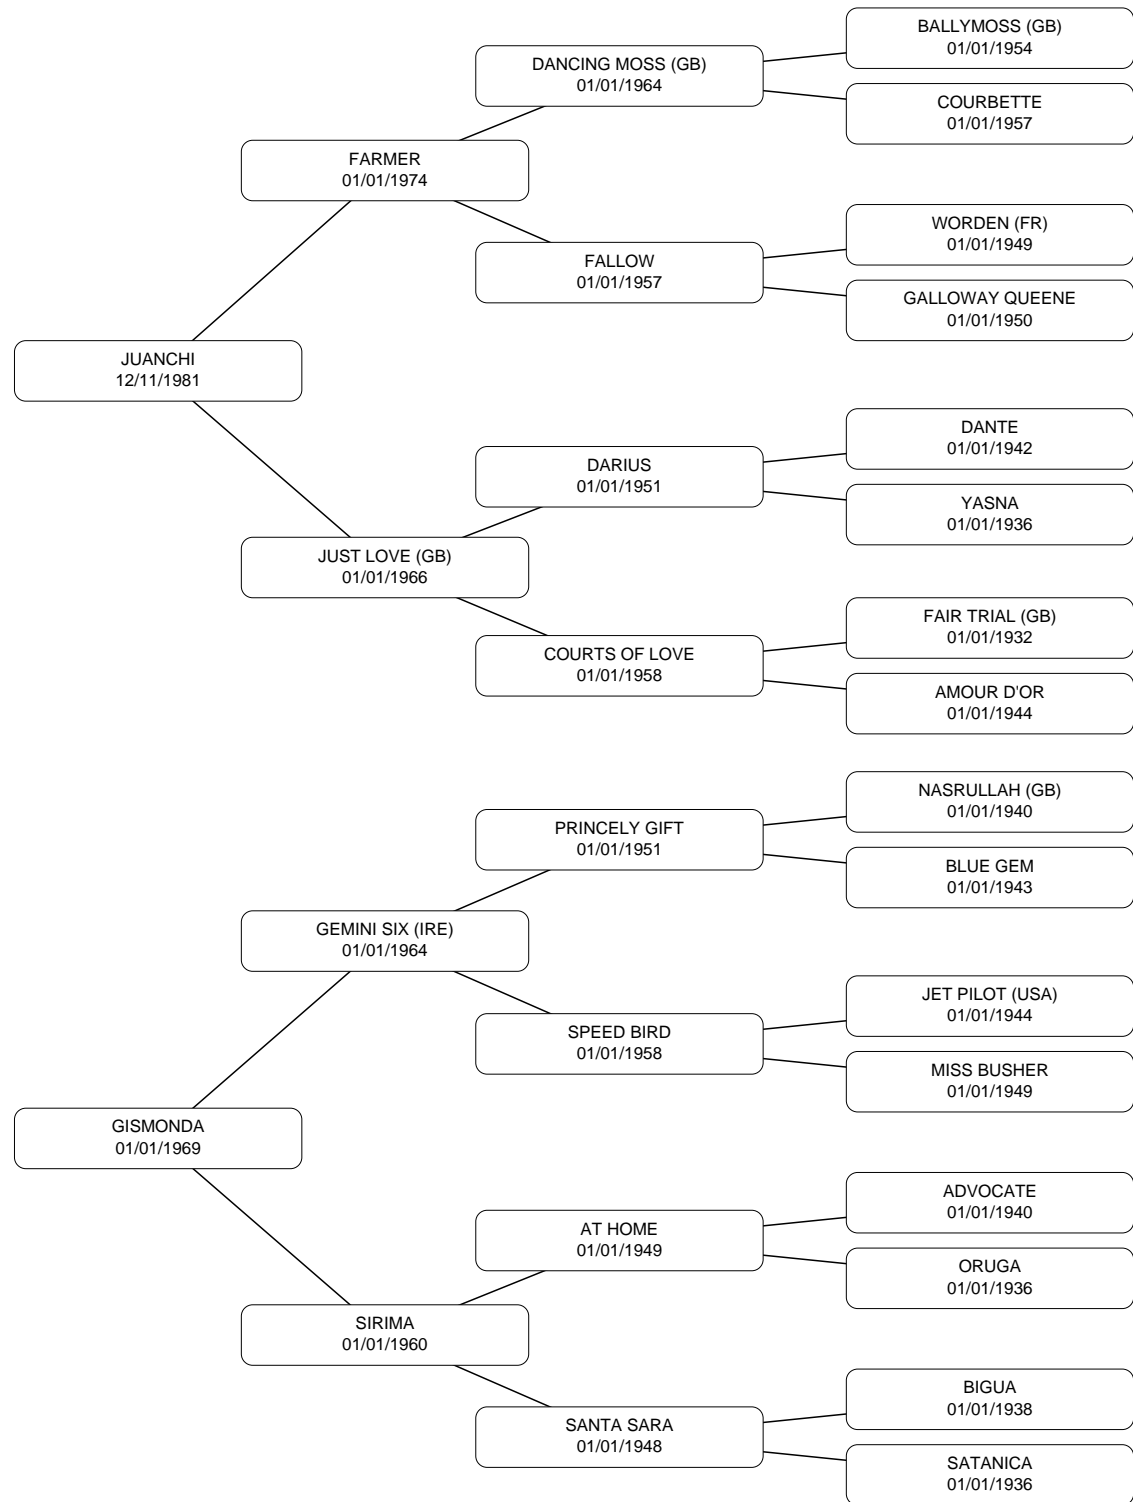 BALLYMOSS (GB)
01/01/1954
DANCING MOSS (GB)
01/01/1964
COURBETTE
01/01/1957
FARMER
01/01/1974
WORDEN (FR)
01/01/1949
FALLOW
01/01/1957
GALLOWAY QUEENE
01/01/1950
JUANCHI
12/11/1981
DANTE
01/01/1942
DARIUS
01/01/1951
YASNA
01/01/1936
JUST LOVE (GB)
01/01/1966
FAIR TRIAL (GB)
01/01/1932
COURTS OF LOVE
01/01/1958
AMOUR D'OR
01/01/1944
NASRULLAH (GB)
01/01/1940
PRINCELY GIFT
01/01/1951
BLUE GEM
01/01/1943
GEMINI SIX (IRE)
01/01/1964
JET PILOT (USA)
01/01/1944
SPEED BIRD
01/01/1958
MISS BUSHER
01/01/1949
GISMONDA
01/01/1969
ADVOCATE
01/01/1940
AT HOME
01/01/1949
ORUGA
01/01/1936
SIRIMA
01/01/1960
BIGUA
01/01/1938
SANTA SARA
01/01/1948
SATANICA
01/01/1936